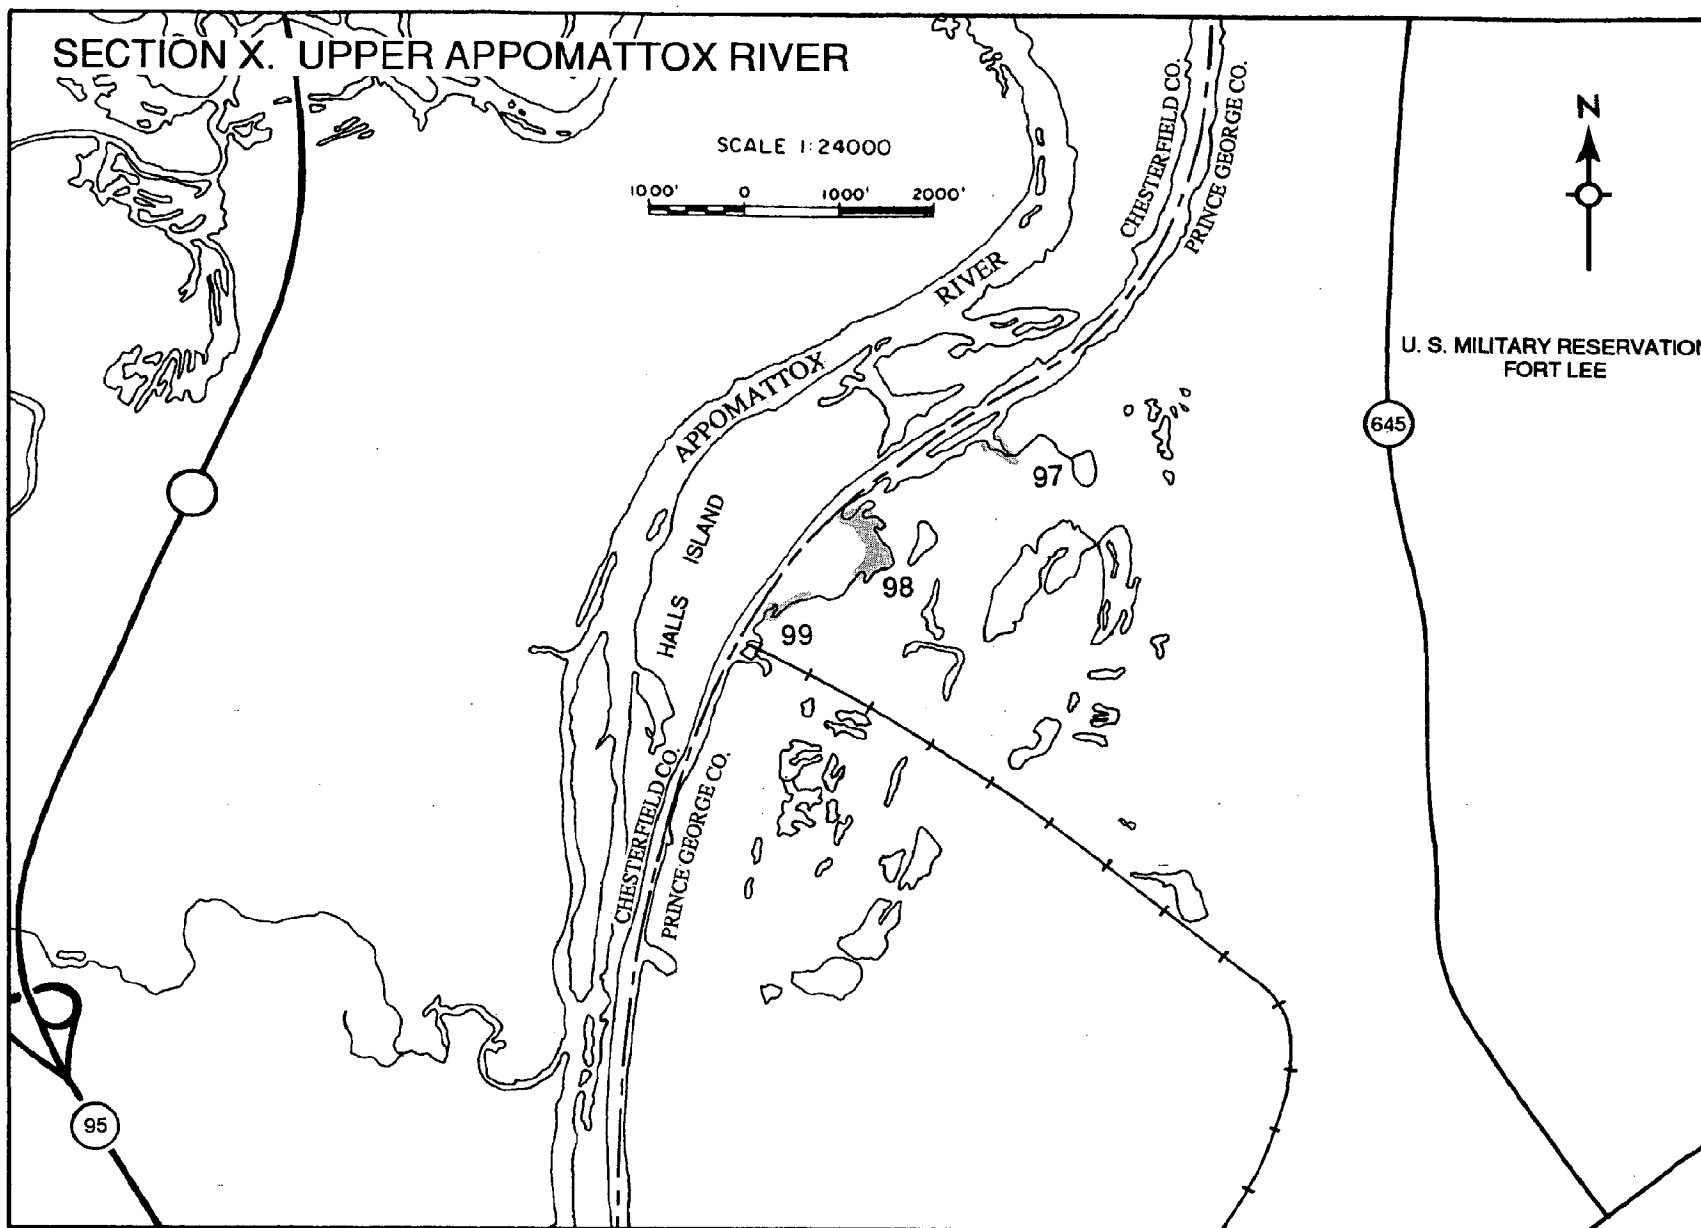 SECTION X. UPPER APPOMATTOX RIVER
SCALE 1:24000
1000' 0 1000' 2000'
CHESTERFIELD CO.
PRINCE GEORGE CO.
N
U. S. MILITARY RESERVATION
FORT LEE
645
APPOMATTOX RIVER
HALLS ISLAND
97
98
99
CHESTERFIELD CO.
PRINCE GEORGE CO.
95